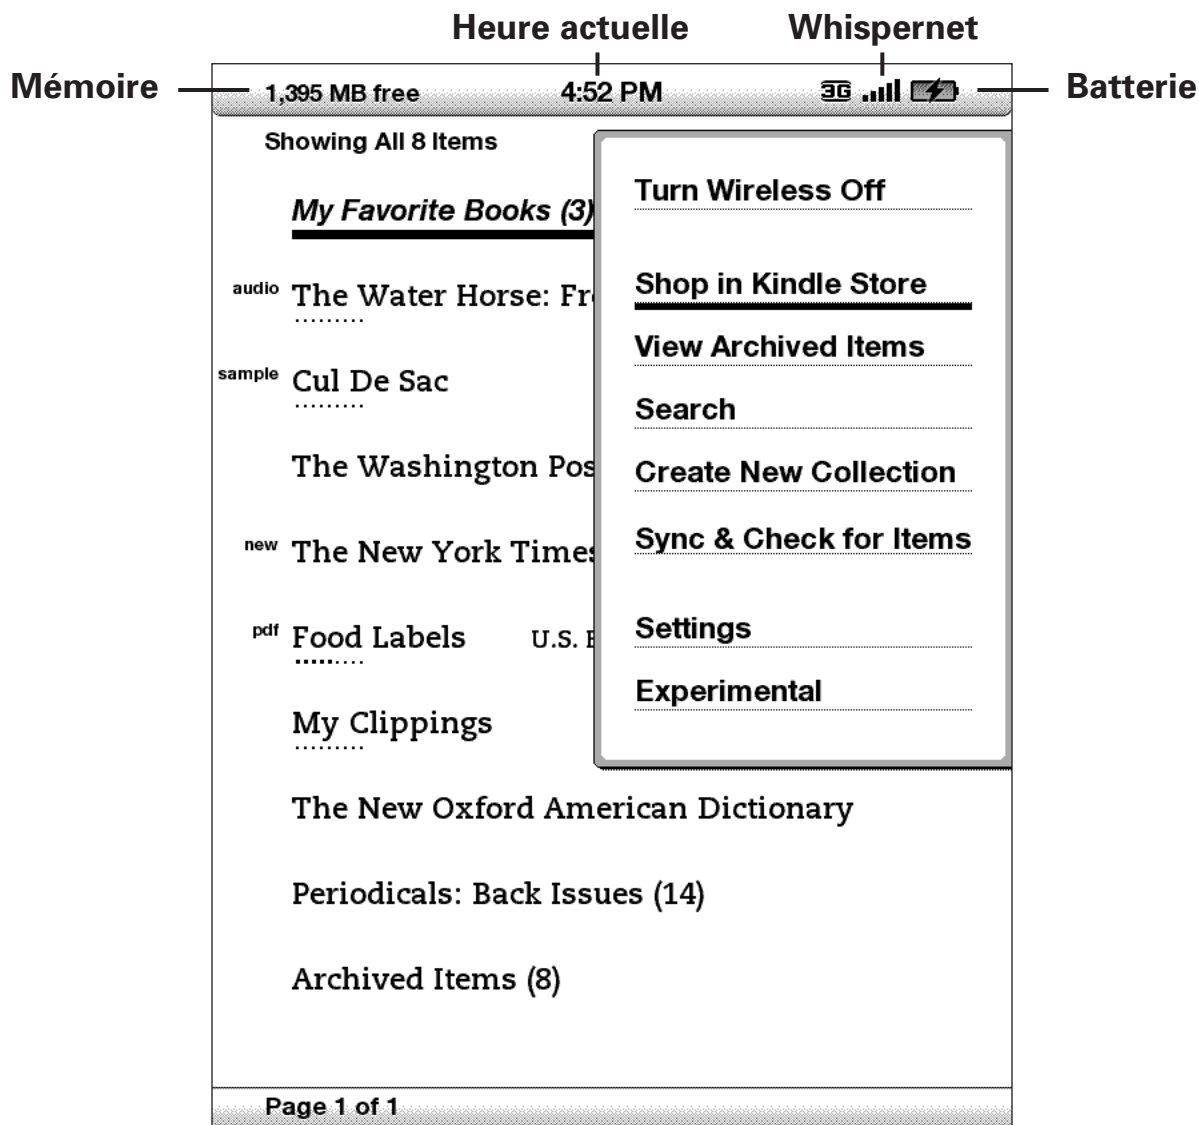 Heure actuelle
Whispernet
Mémoire
1,395 MB free
4:52 PM
3G
Batterie
Showing All 8 Items
My Favorite Books (3)
audio The Water Horse: Fr
sample Cul De Sac
The Washington Pos
new The New York Times
pdf Food Labels U.S.
My Clippings
The New Oxford American Dictionary
Periodicals: Back Issues (14)
Archived Items (8)
Turn Wireless Off
Shop in Kindle Store
View Archived Items
Search
Create New Collection
Sync & Check for Items
Settings
Experimental
Page 1 of 1